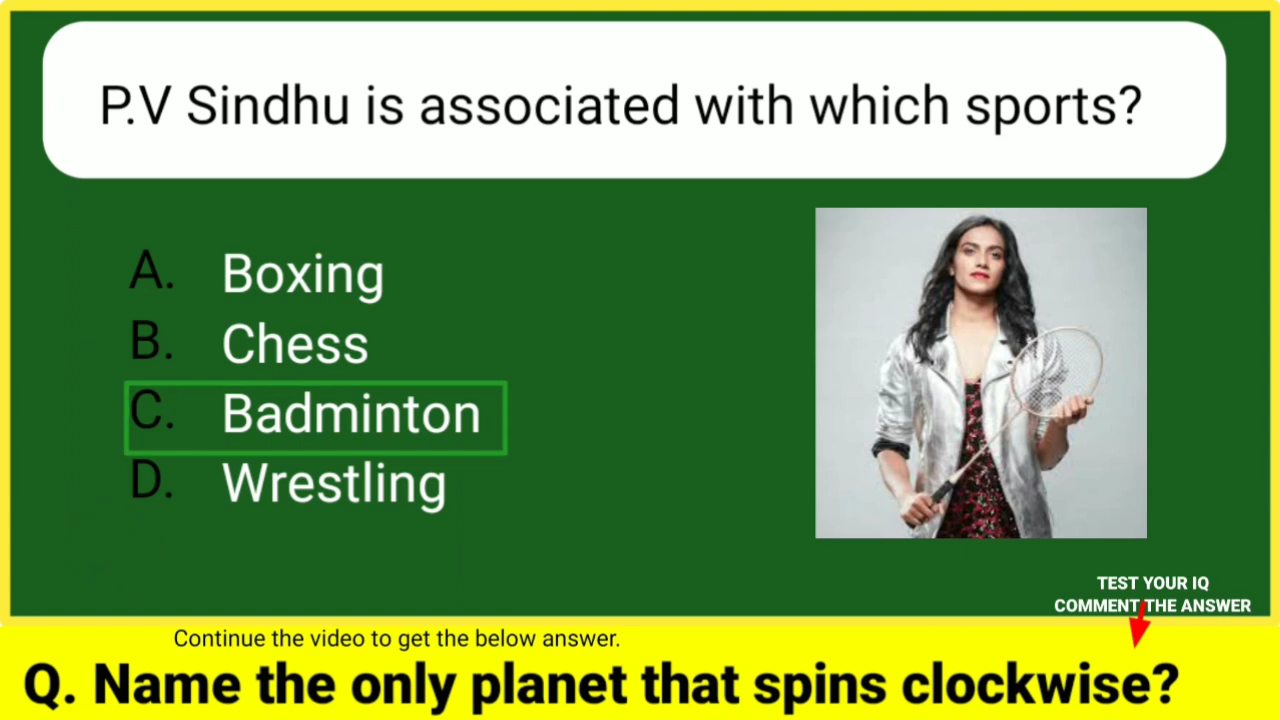 P.V Sindhu is associated with which sports?
A. Boxing
B. Chess
C. Badminton
D. Wrestling
TEST YOUR IQ
COMMENT THE ANSWER
Continue the video to get the below answer.
Q. Name the only planet that spins clockwise?